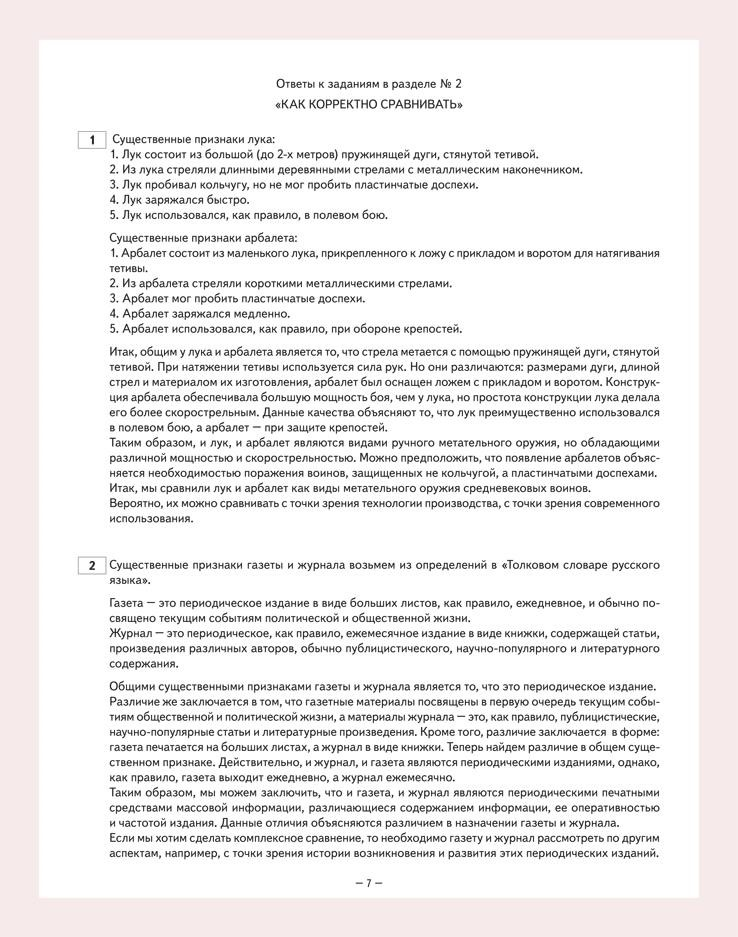 Ответы к заданиям в разделе № 2
«КАК КОРРЕКТНО СРАВНИВАТЬ»
1 Существенные признаки лука:
1. Лук состоит из большой (до 2-х метров) пружинящей дуги, стянутой тетивой.
2. Из лука стреляли длинными деревянными стрелами с металлическим наконечником.
3. Лук пробивал кольчугу, но не мог пробить пластинчатые доспехи.
4. Лук заряжался быстро.
5. Лук использовался, как правило, в полевом бою.
Существенные признаки арбалета:
1. Арбалет состоит из маленького лука, прикрепленного к ложу с прикладом и воротом для натягивания
тетивы.
2. Из арбалета стреляли короткими металлическими стрелами.
3. Арбалет мог пробить пластинчатые доспехи.
4. Арбалет заряжался медленно.
5. Арбалет использовался, как правило, при обороне крепостей.
Итак, общим у лука и арбалета является то, что стрела метается с помощью пружинящей дуги, стянутой
тетивой. При натяжении тетивы используется сила рук. Но они различаются: размерами дуги, длиной
стрел и материалом их изготовления, арбалет был оснащен ложем с прикладом и воротом. Конструк-
ция арбалета обеспечивала большую мощность боя, чем у лука, но простота конструкции лука делала
его более скорострельным. Данные качества объясняют то, что лук преимущественно использовался
в полевом бою, а арбалет — при защите крепостей.
Таким образом, и лук, и арбалет являются видами ручного метательного оружия, но обладающими
различной мощностью и скорострельностью. Можно предположить, что появление арбалетов объяс-
няется необходимостью поражения воинов, защищенных не кольчугой, а пластинчатыми доспехами.
Итак, мы сравнили лук и арбалет как виды метательного оружия средневековых воинов.
Вероятно, их можно сравнивать с точки зрения технологии производства, с точки зрения современного
использования.
2 Существенные признаки газеты и журнала возьмем из определений в «Толковом словаре русского
языка».
Газета — это периодическое издание в виде больших листов, как правило, ежедневное, и обычно по-
священо текущим событиям политической и общественной жизни.
Журнал — это периодическое, как правило, ежемесячное издание в виде книжки, содержащей статьи,
произведения различных авторов, обычно публицистического, научно-популярного и литературного
содержания.
Общими существенными признаками газеты и журнала является то, что это периодическое издание.
Различие же заключается в том, что газетные материалы посвящены в первую очередь текущим собы-
тиям общественной и политической жизни, а материалы журнала — это, как правило, публицистические,
научно-популярные статьи и литературные произведения. Кроме того, различие заключается в форме:
газета печатается на больших листах, а журнал в виде книжки. Теперь найдем различие в общем суще-
ственном признаке. Действительно, и журнал, и газета являются периодическими изданиями, однако,
как правило, газета выходит ежедневно, а журнал ежемесячно.
Таким образом, мы можем заключить, что и газета, и журнал являются периодическими печатными
средствами массовой информации, различающиеся содержанием информации, ее оперативностью
и частотой издания. Данные отличия объясняются различием в назначении газеты и журнала.
Если мы хотим сделать комплексное сравнение, то необходимо газету и журнал рассмотреть по другим
аспектам, например, с точки зрения истории возникновения и развития этих периодических изданий.
— 7 —